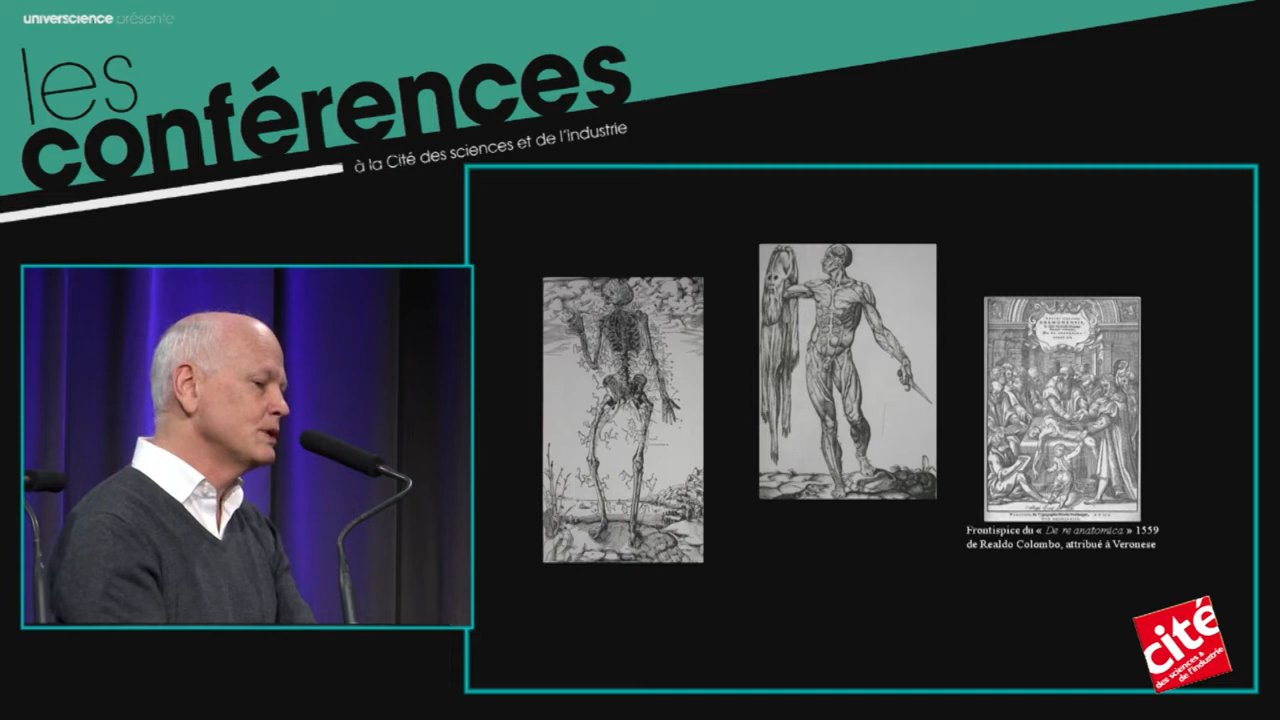 universcience présente
les
conférences
à la Cité des sciences et de l'industrie
Frontispice du « De re anatomica » 1559
de Realdo Colombo, attribué à Veronese
cité
des sciences &
de l'industrie